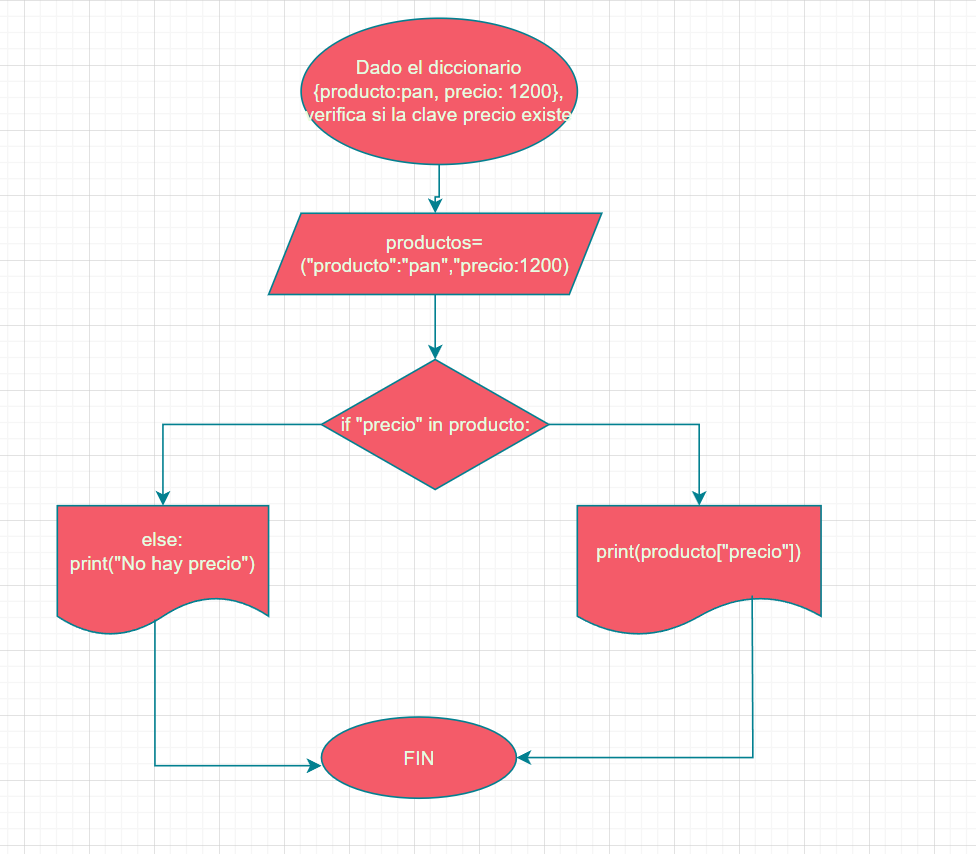 Dado el diccionario
{producto:pan, precio: 1200},
verifica si la clave precio existe
productos=
("producto":"pan","precio:1200)
if "precio" in producto:
else:
print("No hay precio")
print(producto["precio"])
FIN